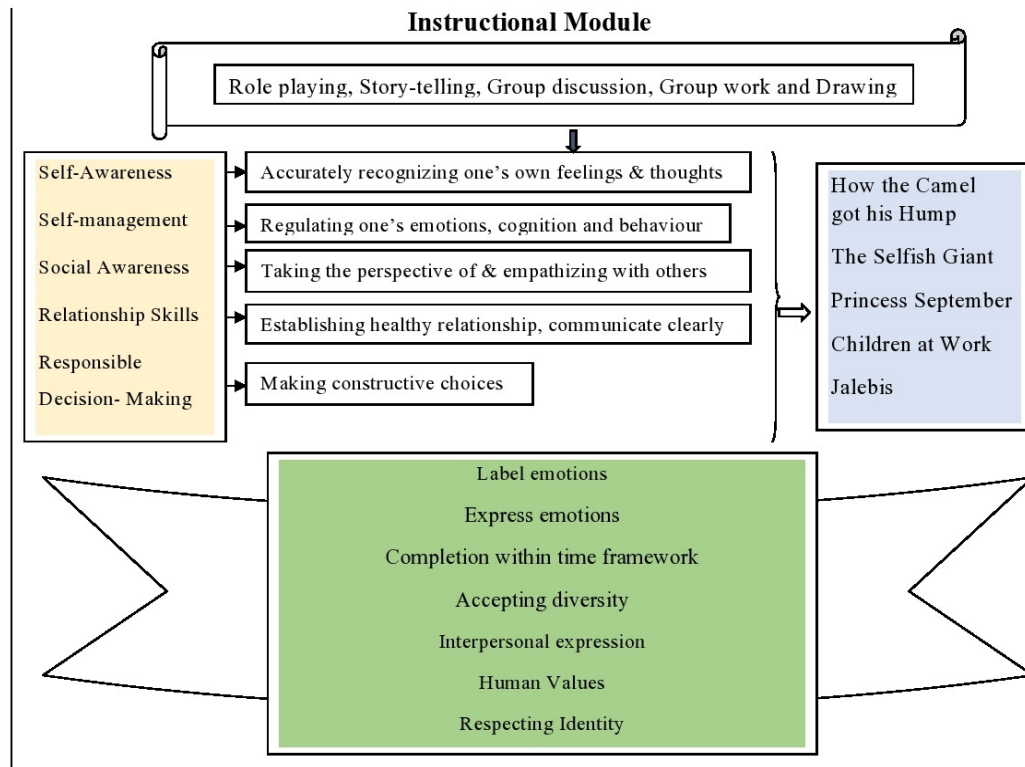 Instructional Module
Role playing, Story-telling, Group discussion, Group work and Drawing
Self-Awareness
Accurately recognizing one's own feelings & thoughts
Self-management
Regulating one's emotions, cognition and behaviour
Social Awareness
Taking the perspective of & empathizing with others
Relationship Skills
Establishing healthy relationship, communicate clearly
Responsible
Decision- Making
Making constructive choices
How the Camel
got his Hump
The Selfish Giant
Princess September
Children at Work
Jalebis
Label emotions
Express emotions
Completion within time framework
Accepting diversity
Interpersonal expression
Human Values
Respecting Identity